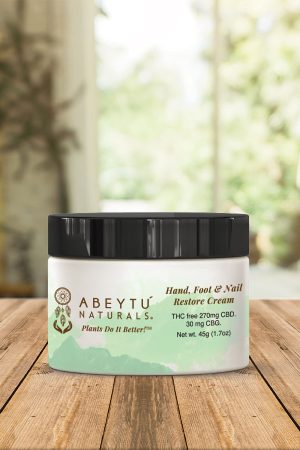 ABEYTU
NATURALS®
Plants Do It Better!™
Hand, Foot & Nail
Restore Cream
THC free 270mg CBD.
30 mg CBG.
Net wt. 45g (1.7oz)